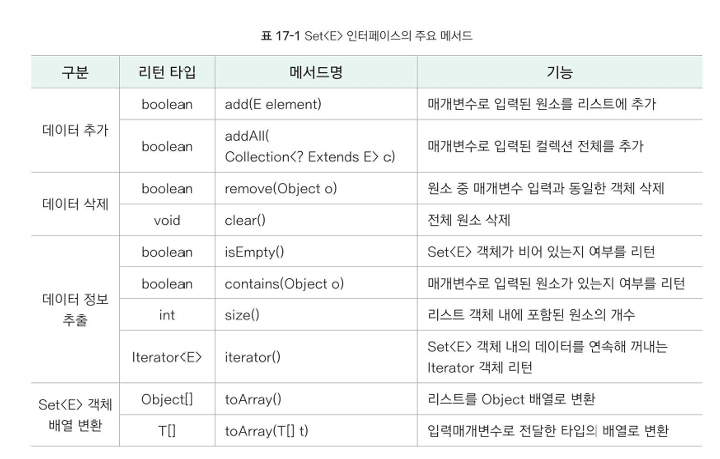 표 17-1 Set<E> 인터페이스의 주요 메서드
구분 리턴 타입 메서드명 기능
데이터 추가
boolean add(E element) 매개변수로 입력된 원소를 리스트에 추가
boolean addAll(
Collection<? Extends E> c) 매개변수로 입력된 컬렉션 전체를 추가
데이터 삭제
boolean remove(Object o) 원소 중 매개변수 입력과 동일한 객체 삭제
void clear() 전체 원소 삭제
데이터 정보
추출
boolean isEmpty() Set<E> 객체가 비어 있는지 여부를 리턴
boolean contains(Object o) 매개변수로 입력된 원소가 있는지 여부를 리턴
int size() 리스트 객체 내에 포함된 원소의 개수
Iterator<E> iterator() Set<E> 객체 내의 데이터를 연속해 꺼내는
Iterator 객체 리턴
Set<E> 객체
배열 변환
Object[] toArray() 리스트를 Object 배열로 변환
T[] toArray(T[] t) 입력매개변수로 전달한 타입의 배열로 변환